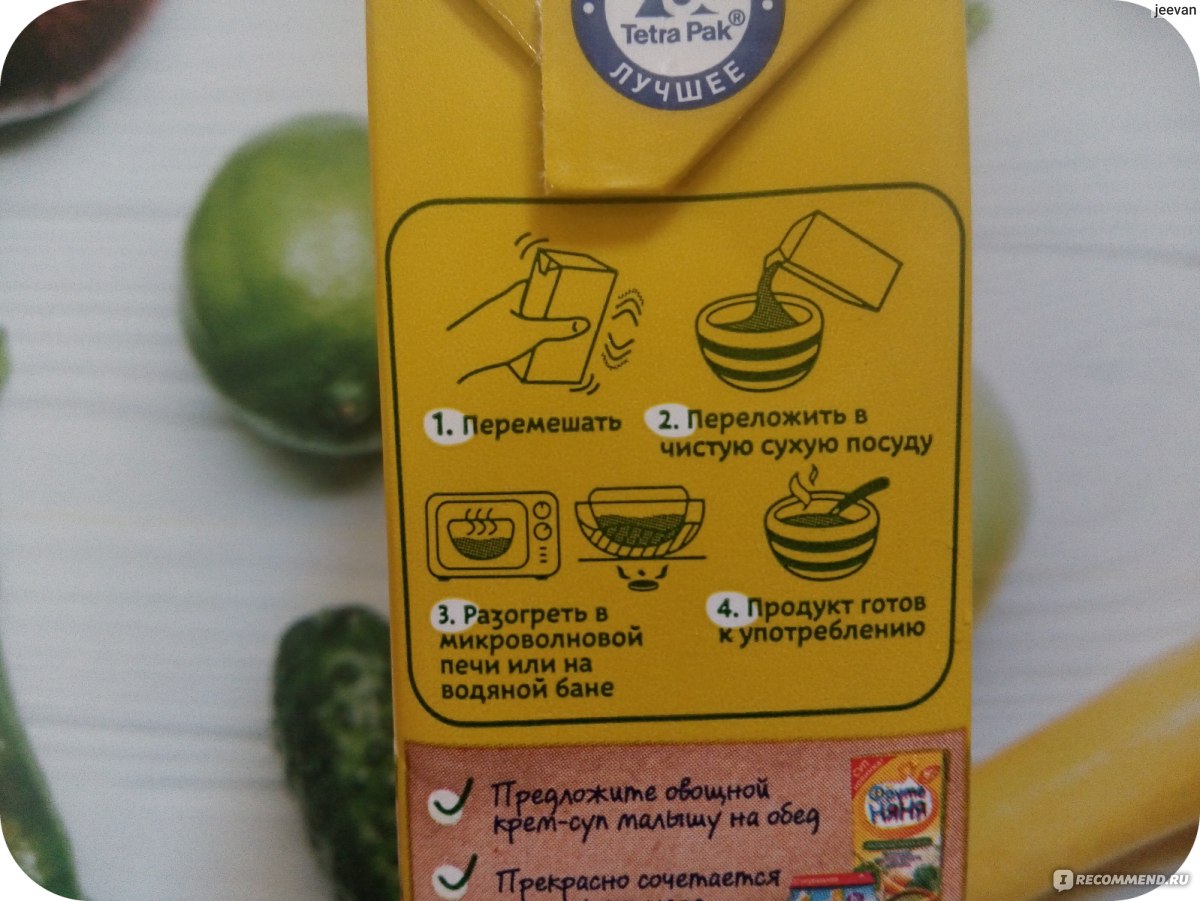 jeevan
Tetra Pak®
ЛУЧШЕЕ
1. Перемешать
2. Переложить в
чистую сухую посуду
3. Разогреть в
микроволновой
печи или на
водяной бане
4. Продукт готов
к употреблению
Предложите овощной
крем-суп малышу на обед
Фруто
НЯНЯ
Прекрасно сочетается
IRECOMMEND.RU